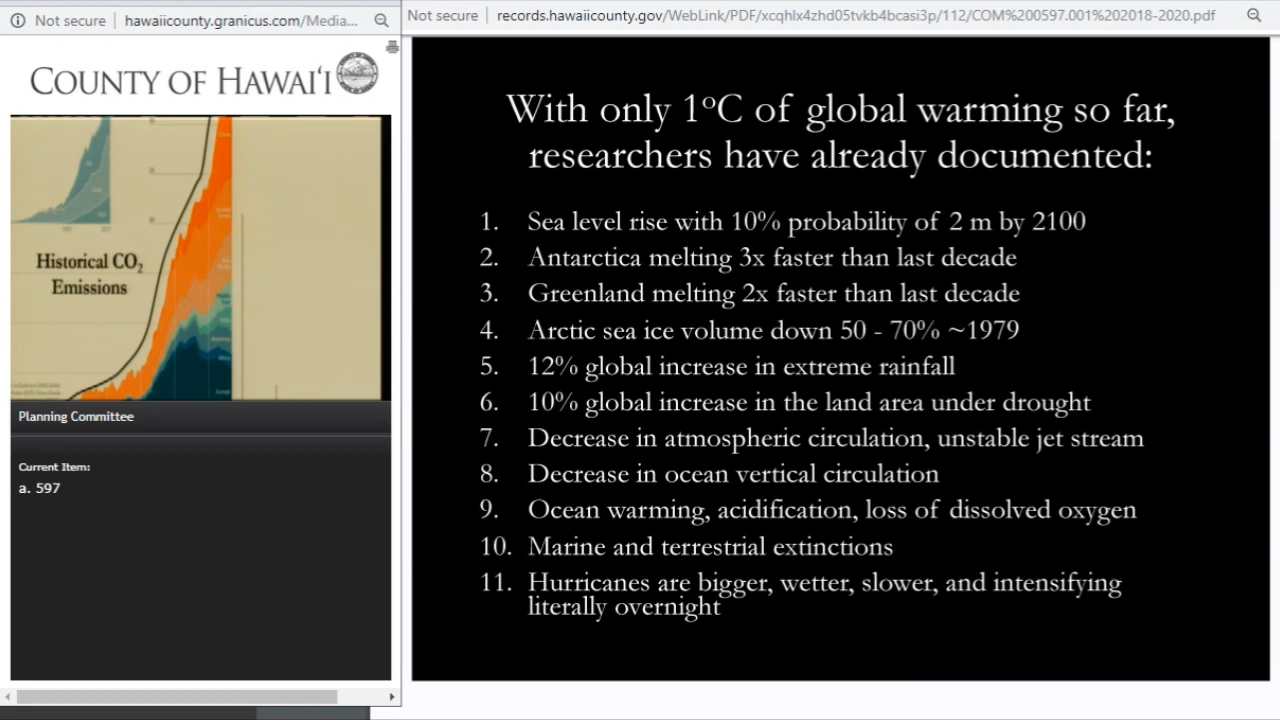 Not secure
hawaiicounty.granicus.com/Media...
COUNTY OF HAWAI‘I
Historical CO₂
Emissions
Planning Committee
Current Item:
a. 597
Not secure
records.hawaiicounty.gov/WebLink/PDF/xcqhlx4zhd05tvkb4bcasi3p/112/COM%200597.001%202018-2020.pdf
With only 1°C of global warming so far,
researchers have already documented:
1. Sea level rise with 10% probability of 2 m by 2100
2. Antarctica melting 3x faster than last decade
3. Greenland melting 2x faster than last decade
4. Arctic sea ice volume down 50 - 70% ~1979
5. 12% global increase in extreme rainfall
6. 10% global increase in the land area under drought
7. Decrease in atmospheric circulation, unstable jet stream
8. Decrease in ocean vertical circulation
9. Ocean warming, acidification, loss of dissolved oxygen
10. Marine and terrestrial extinctions
11. Hurricanes are bigger, wetter, slower, and intensifying
literally overnight